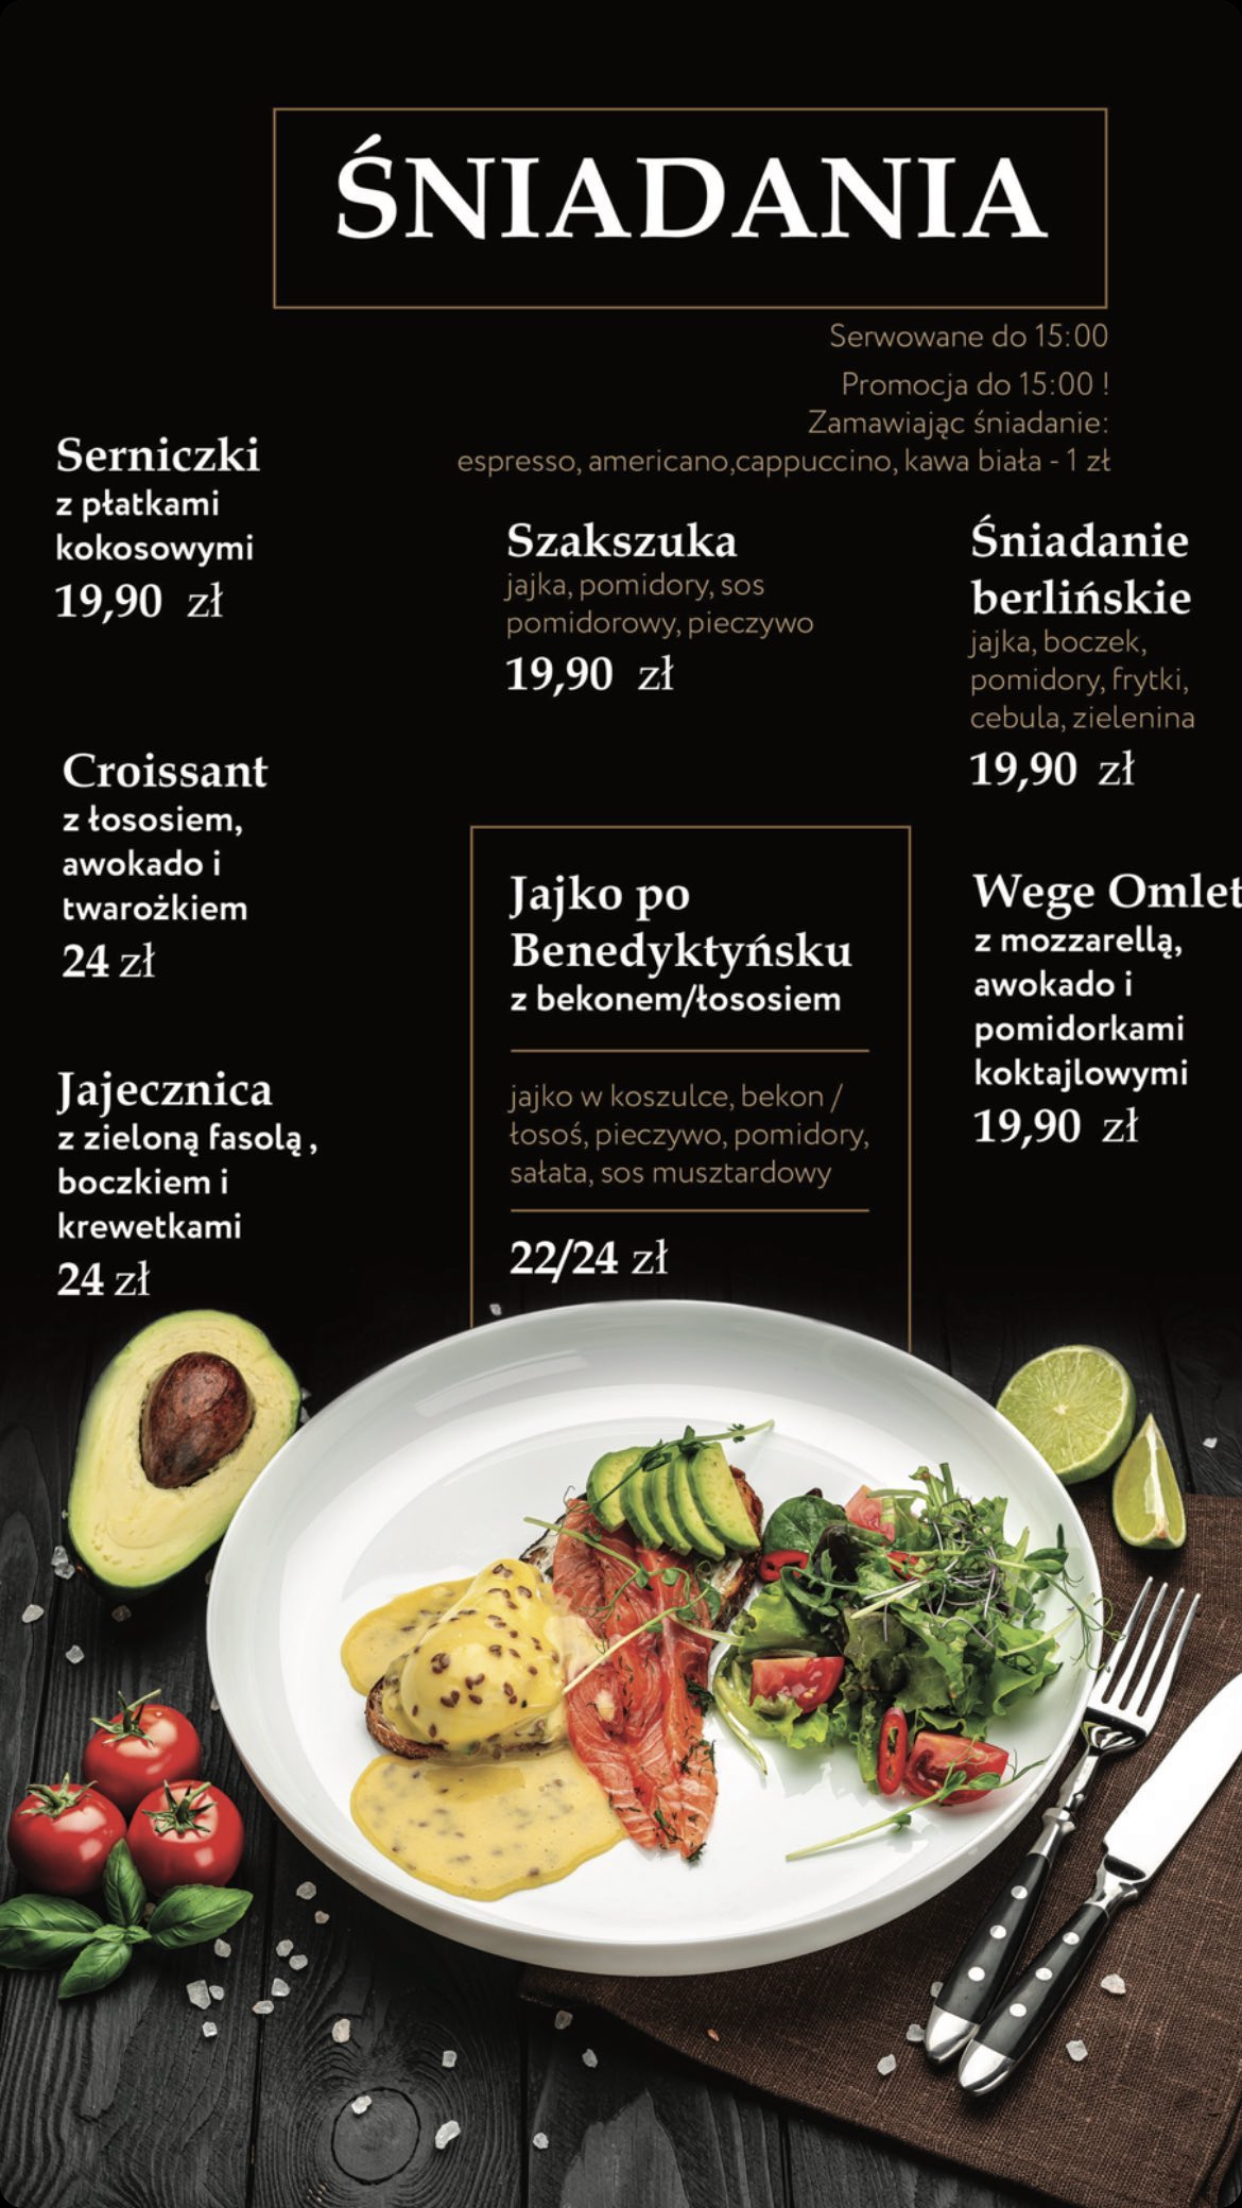 ŚNIADANIA
Serwowane do 15:00
Promocja do 15:00 !
Zamawiając śniadanie:
espresso, americano,cappuccino, kawa biała - 1 zł
Serniczki
z płatkami
kokosowymi
19,90 zł
Croissant
z łososiem,
awokado i
twarożkiem
24 zł
Jajecznica
z zieloną fasolą ,
boczkiem i
krewetkami
24 zł
Szakszuka
jajka, pomidory, sos
pomidorowy, pieczywo
19,90 zł
Jajko po
Benedyktyńsku
z bekonem/łososiem
jajko w koszulce, bekon /
łosoś, pieczywo, pomidory,
sałata, sos musztardowy
22/24 zł
Śniadanie
berlińskie
jajka, boczek,
pomidory, frytki,
cebula, zielenina
19,90 zł
Wege Omlet
z mozzarellą,
awokado i
pomidorkami
koktajlowymi
19,90 zł